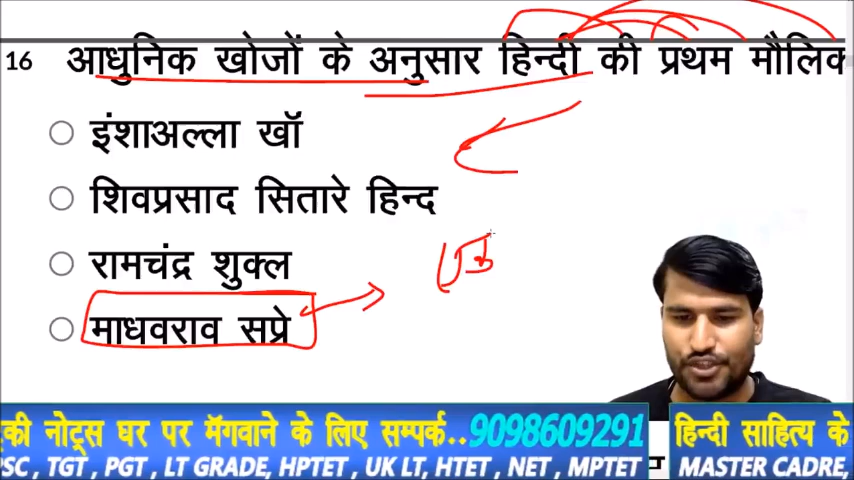 16 आधुनिक खोजों के अनुसार हिन्दी की प्रथम मौलिक
इंशाअल्ला खॉ
शिवप्रसाद सितारे हिन्द
रामचंद्र शुक्ल
माधवराव सप्रे
की नोट्स घर पर मॅगवाने के लिए सम्पर्क..9098609291 हिन्दी साहित्य के
PSC , TGT , PGT , LT GRADE, HPTET , UK LT, HTET , NET , MPTET MASTER CADRE,